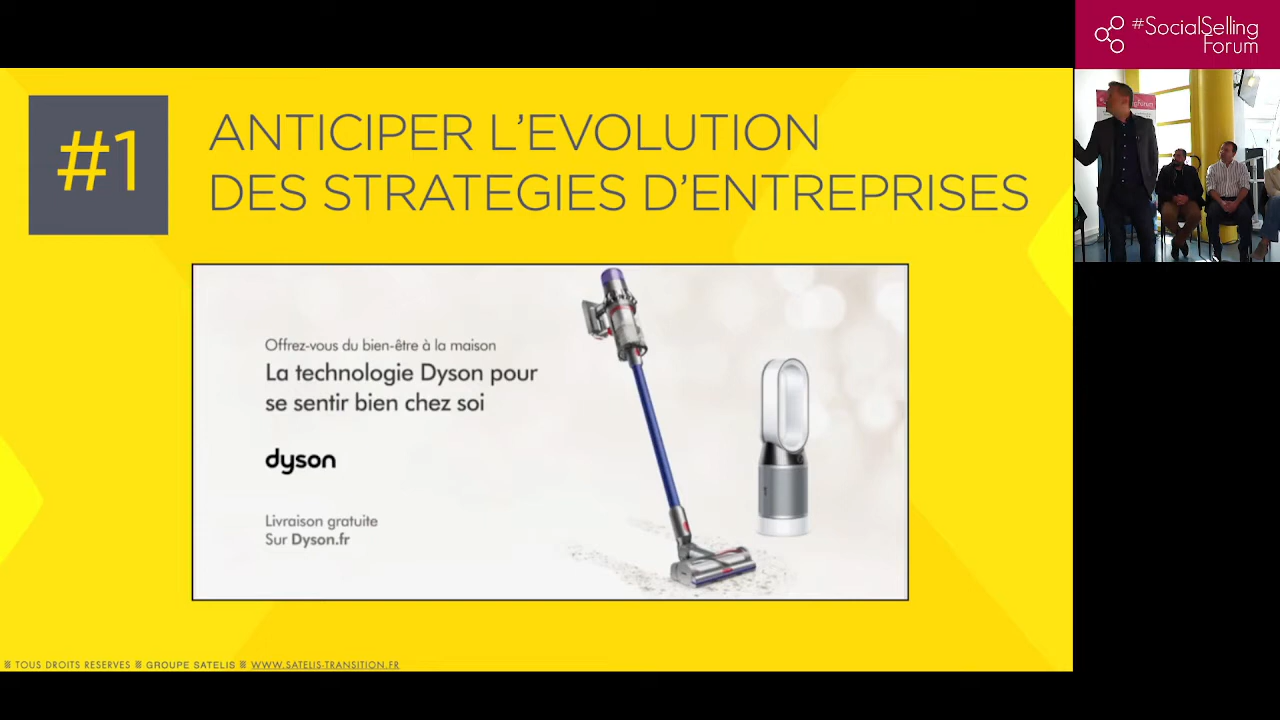 #SocialSelling
Forum
#1
ANTICIPER L’EVOLUTION
DES STRATEGIES D’ENTREPRISES
Offrez-vous du bien-être à la maison
La technologie Dyson pour
se sentir bien chez soi
dyson
Livraison gratuite
Sur Dyson.fr
TOUS DROITS RESERVES GROUPE SATELIS WWW.SATELIS-TRANSITION.FR